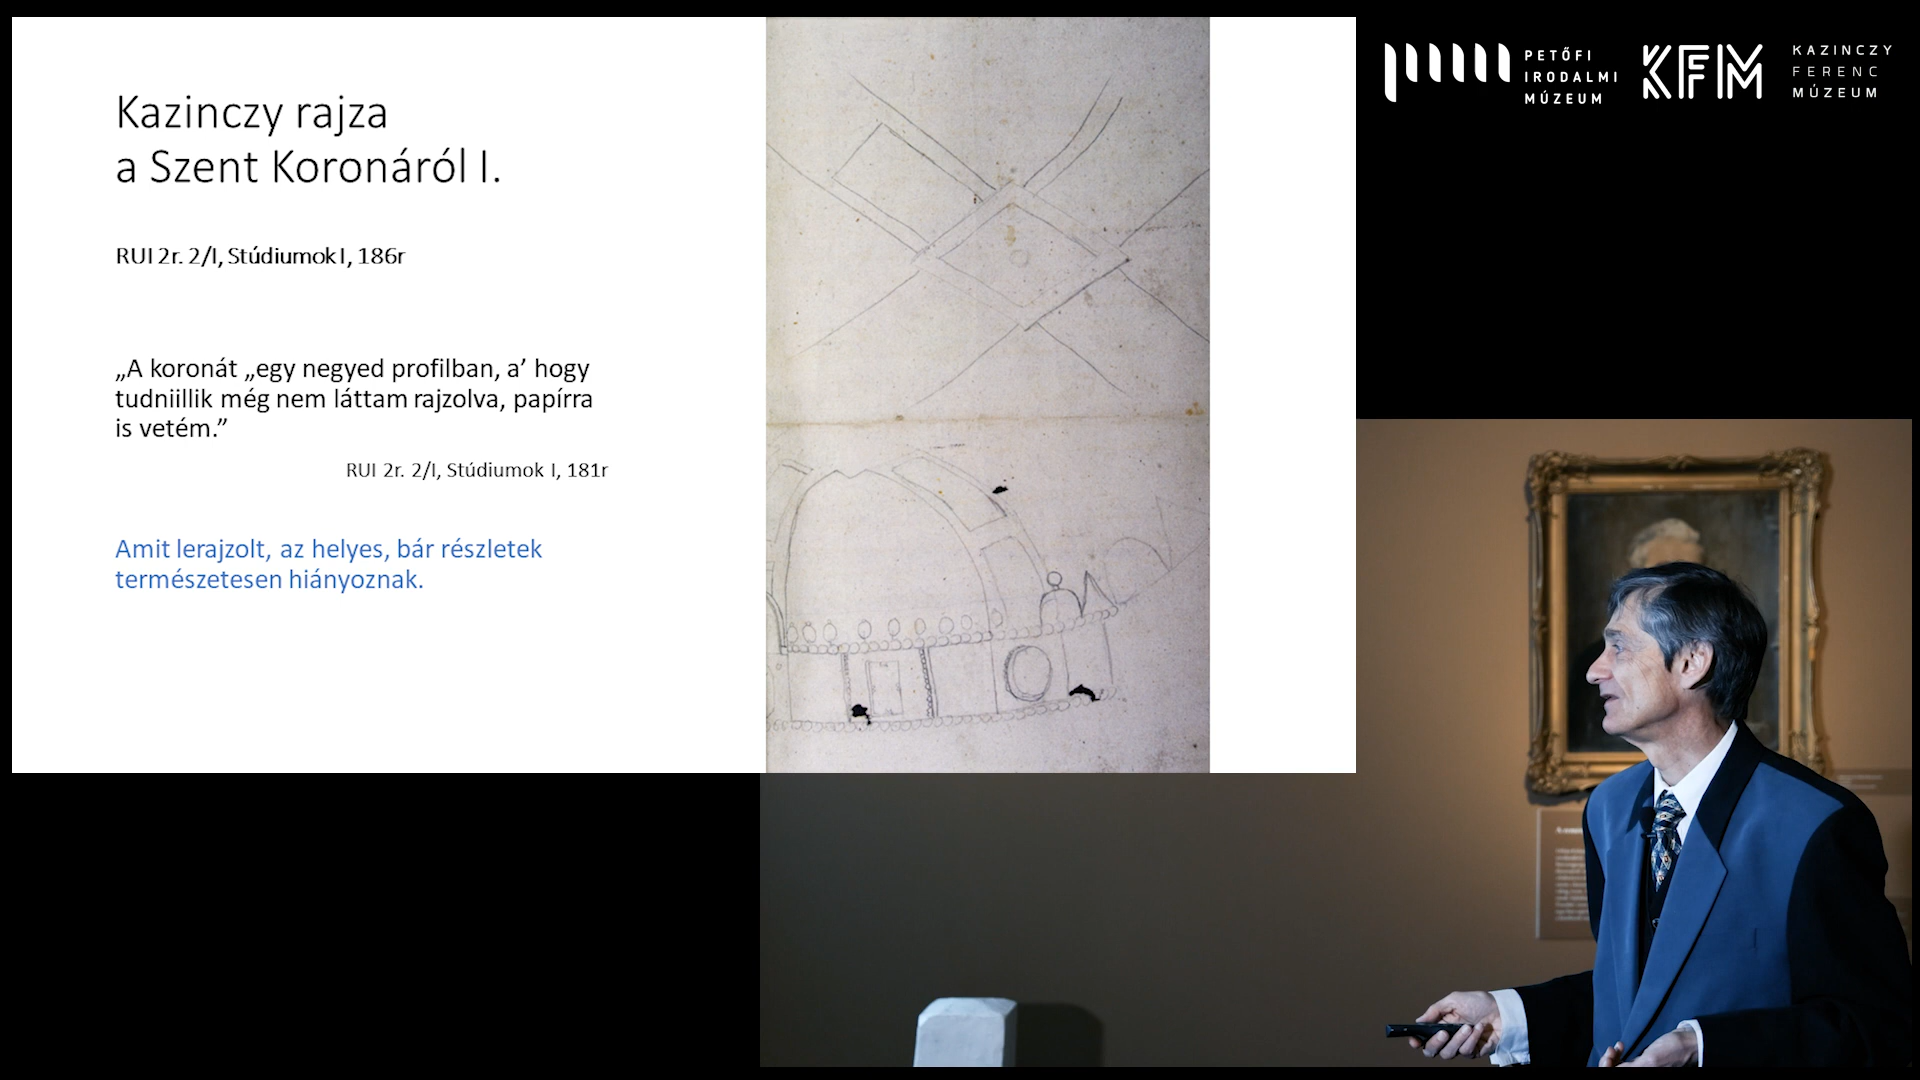 Kazinczy rajza
a Szent Koronáról I.
RUI 2r. 2/I, Stúdiumok I, 186r
„A koronát „egy negyed profilban, a’ hogy
tudniillik még nem láttam rajzolva, papírra
is vetém.”
RUI 2r. 2/I, Stúdiumok I, 181r
Amit lerajzolt, az helyes, bár részletek
természetesen hiányoznak.
PETŐFI
IRODALMI
MÚZEUM
KFM
KAZINCZY
FERENC
MÚZEUM